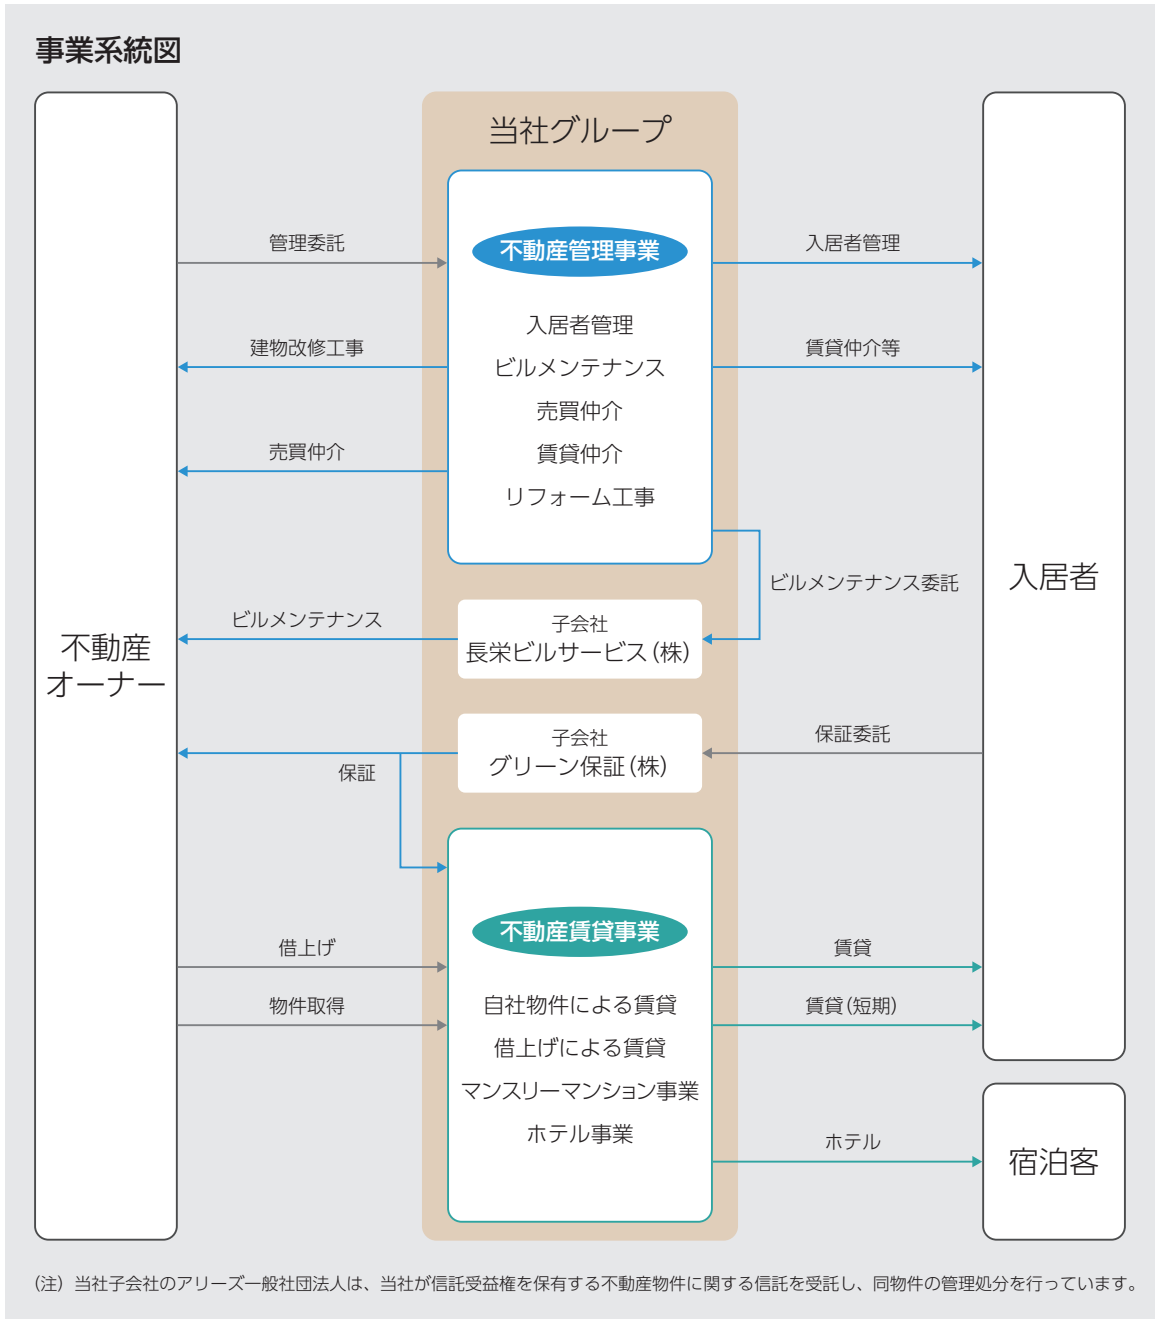 事業系統図
当社グループ
不動産管理事業
入居者管理
ビルメンテナンス
売買仲介
賃貸仲介
リフォーム工事
管理委託
建物改修工事
売買仲介
入居者管理
賃貸仲介等
ビルメンテナンス委託
入居者
不動産
オーナー
ビルメンテナンス
子会社
長栄ビルサービス(株)
子会社
グリーン保証(株)
保証委託
保証
不動産賃貸事業
自社物件による賃貸
借上げによる賃貸
マンスリーマンション事業
ホテル事業
借上げ
物件取得
賃貸
賃貸(短期)
ホテル
宿泊客
(注) 当社子会社のアリーズ一般社団法人は、当社が信託受益権を保有する不動産物件に関する信託を受託し、同物件の管理処分を行っています。